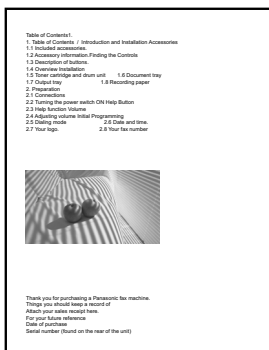 Table of Contents1.
1. Table of Contents / Introduction and Installation Accessories
1.1 Included accessories.
1.2 Accessory information.Finding the Controls
1.3 Description of buttons.
1.4 Overview Installation
1.5 Toner cartridge and drum unit 1.6 Document tray
1.7 Output tray 1.8 Recording paper
2. Preparation
2.1 Connections
2.2 Turning the power switch ON Help Button
2.3 Help function Volume
2.4 Adjusting volume Initial Programming
2.5 Dialing mode 2.6 Date and time.
2.7 Your logo. 2.8 Your fax number
Thank you for purchasing a Panasonic fax machine.
Things you should keep a record of
Attach your sales receipt here.
For your future reference
Date of purchase
Serial number (found on the rear of the unit)